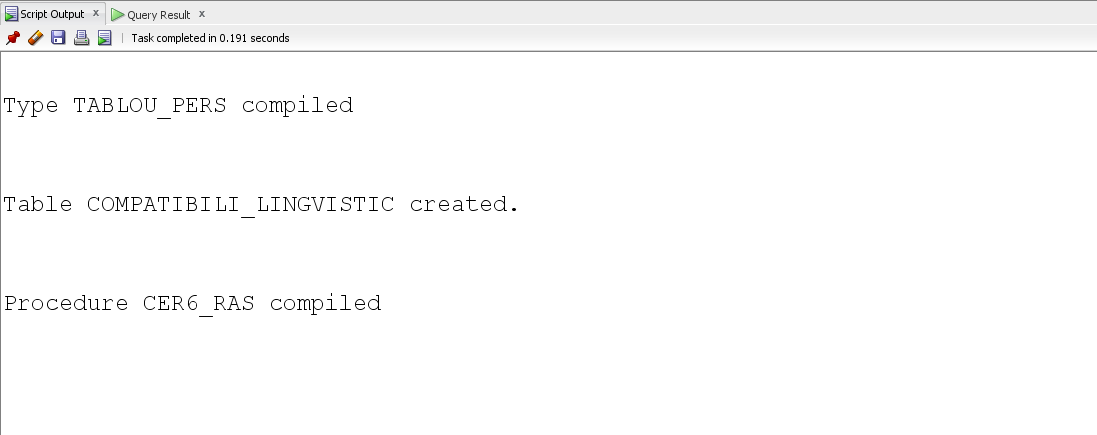 Script Output x Query Result x
Task completed in 0.191 seconds
Type TABLOU_PERS compiled
Table COMPATIBILI_LINGVISTIC created.
Procedure CER6_RAS compiled